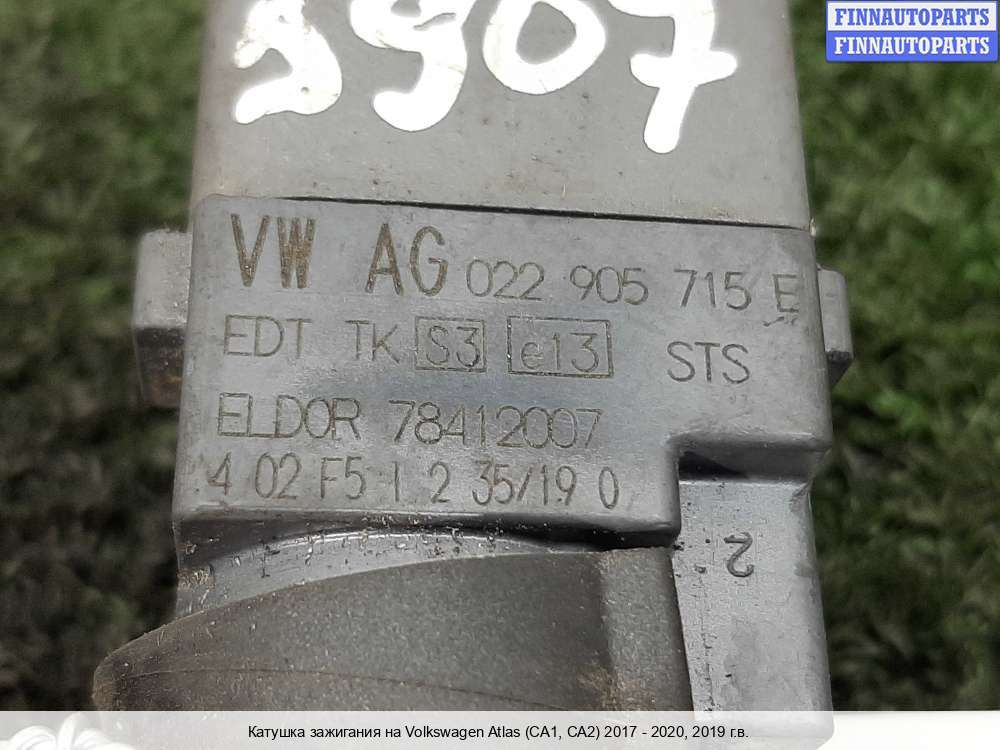 FINNAUTOPARTS
FINNAUTOPARTS
VW AG 022 905 715 E
EDT TK S3 e13 STS
ELDOR 78412007
4 02 F5 1 2 35/19 0
2
Катушка зажигания на Volkswagen Atlas (CA1, CA2) 2017 - 2020, 2019 г.в.